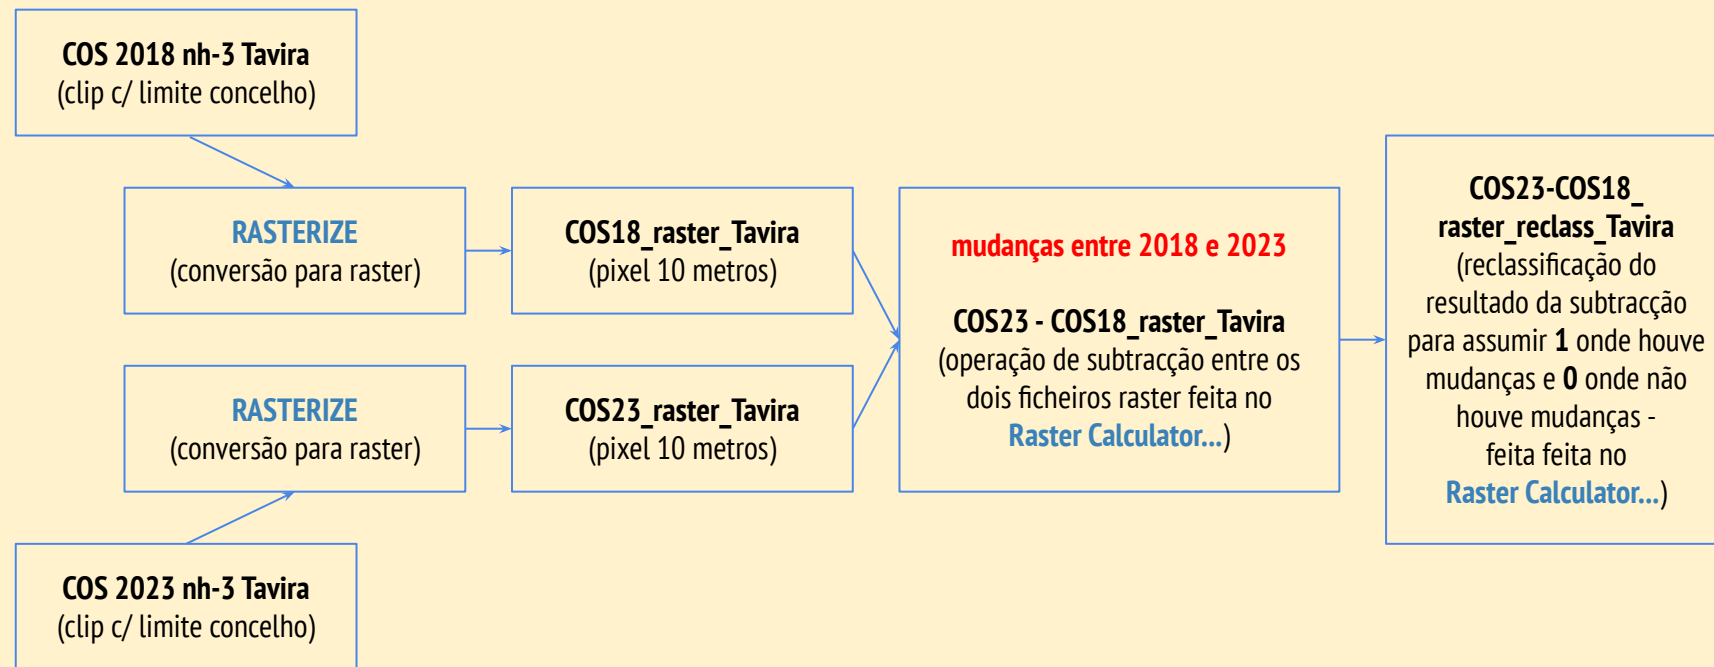 COS 2018 nh-3 Tavira
(clip c/ limite concelho)
RASTERIZE
(conversão para raster)
COS18_raster_Tavira
(pixel 10 metros)
RASTERIZE
(conversão para raster)
COS23_raster_Tavira
(pixel 10 metros)
COS 2023 nh-3 Tavira
(clip c/ limite concelho)
mudanças entre 2018 e 2023
COS23 - COS18_raster_Tavira
(operação de subtracção entre os
dois ficheiros raster feita no
Raster Calculator...)
COS23-COS18_
raster_reclass_Tavira
(reclassificação do
resultado da subtracção
para assumir 1 onde houve
mudanças e 0 onde não
houve mudanças -
feita feita no
Raster Calculator...)